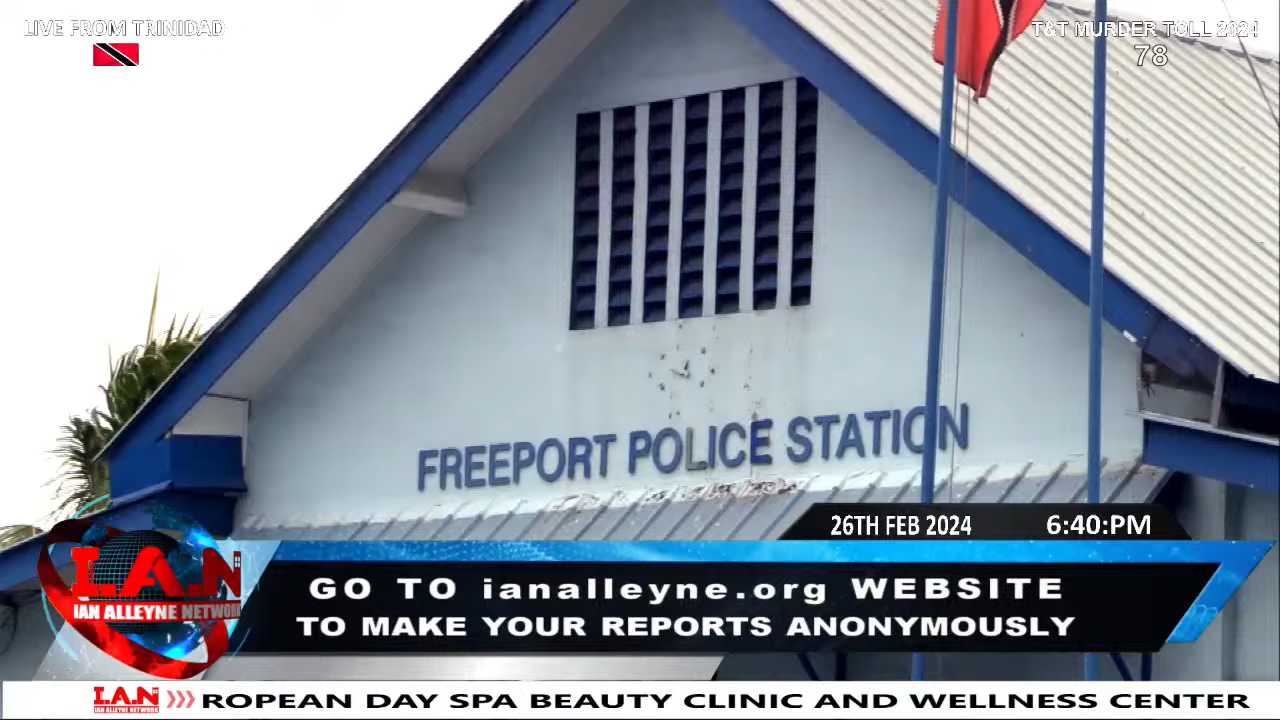 LIVE FROM TRINIDAD
T&T MURDER TOLL 2024
78
FREEPORT POLICE STATION
26TH FEB 2024 6:40:PM
GO TO ianalleyne.org WEBSITE
TO MAKE YOUR REPORTS ANONYMOUSLY
I.A.N
IAN ALLEYNE NETWORK
I.A.N
IAN ALLEYNE NETWORK
ROPEAN DAY SPA BEAUTY CLINIC AND WELLNESS CENTER